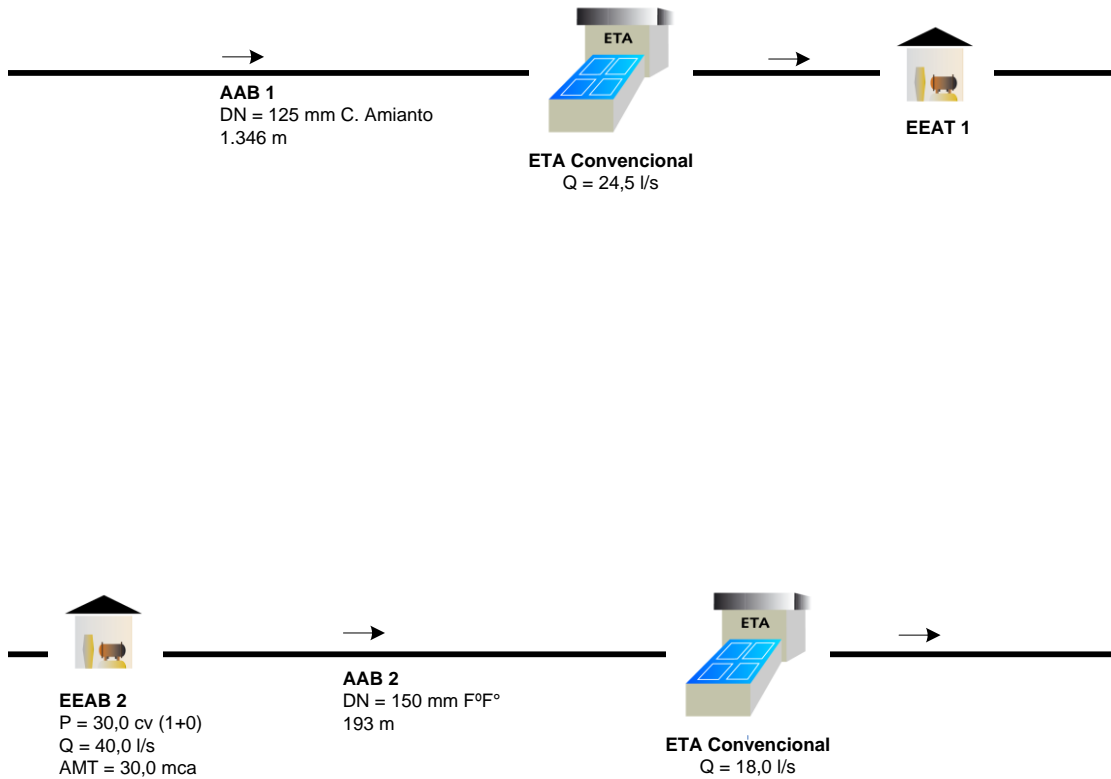 ETA
AAB 1
DN = 125 mm C. Amianto
1.346 m
ETA Convencional
Q = 24,5 l/s
EEAT 1
EEAB 2
P = 30,0 cv (1+0)
Q = 40,0 l/s
AMT = 30,0 mca
AAB 2
DN = 150 mm FºF°
193 m
ETA
ETA Convencional
Q = 18,0 l/s